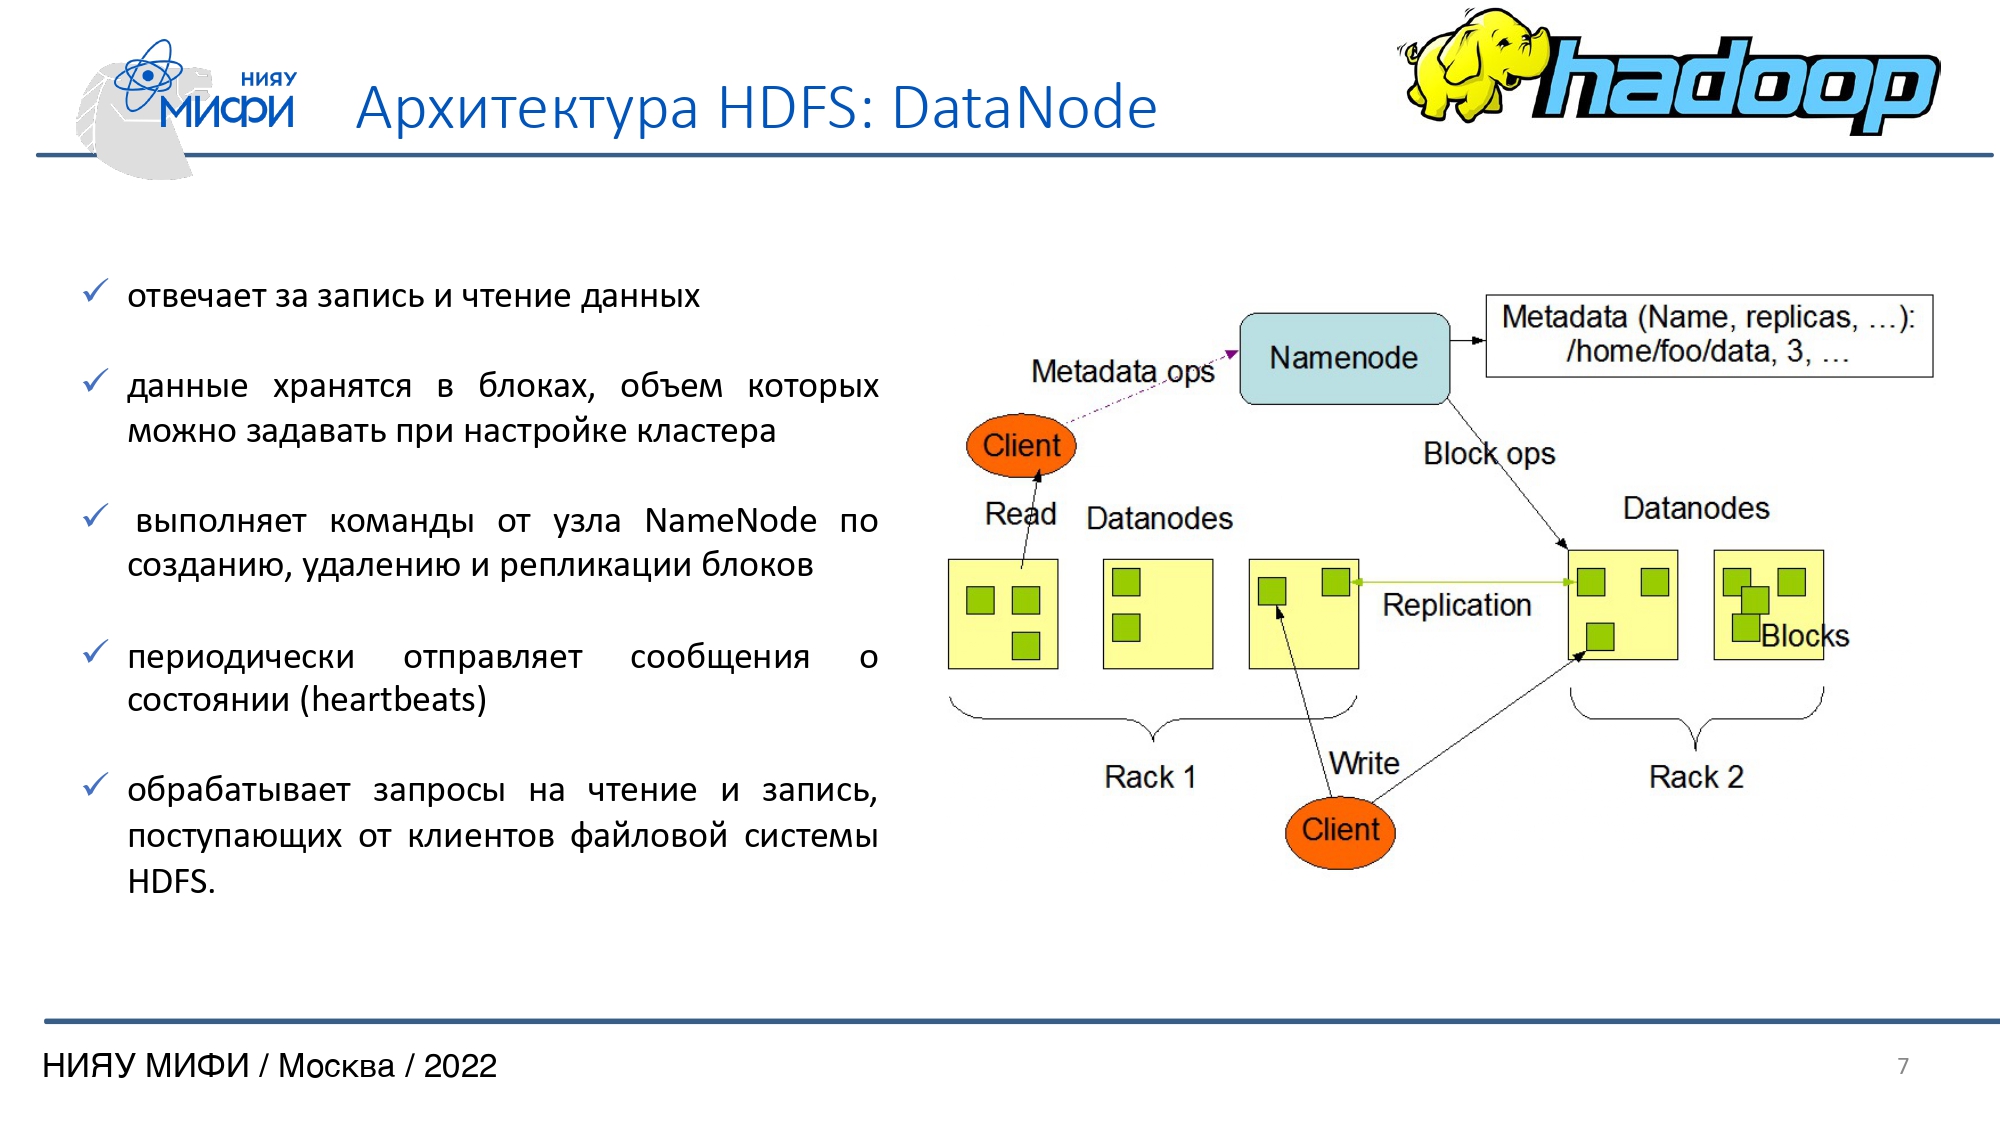 НИЯУ
МИФИ
Архитектура HDFS: DataNode
hadoop
отвечает за запись и чтение данных
данные хранятся в блоках, объем которых
можно задавать при настройке кластера
выполняет команды от узла NameNode по
созданию, удалению и репликации блоков
периодически отправляет сообщения о
состоянии (heartbeats)
обрабатывает запросы на чтение и запись,
поступающих от клиентов файловой системы
HDFS.
Metadata (Name, replicas, ...):
/home/foo/data, 3, ...
Namenode
Metadata ops
Client
Block ops
Read
Datanodes
Datanodes
Replication
Blocks
Write
Rack 1
Rack 2
Client
НИЯУ МИФИ / Москва / 2022
7